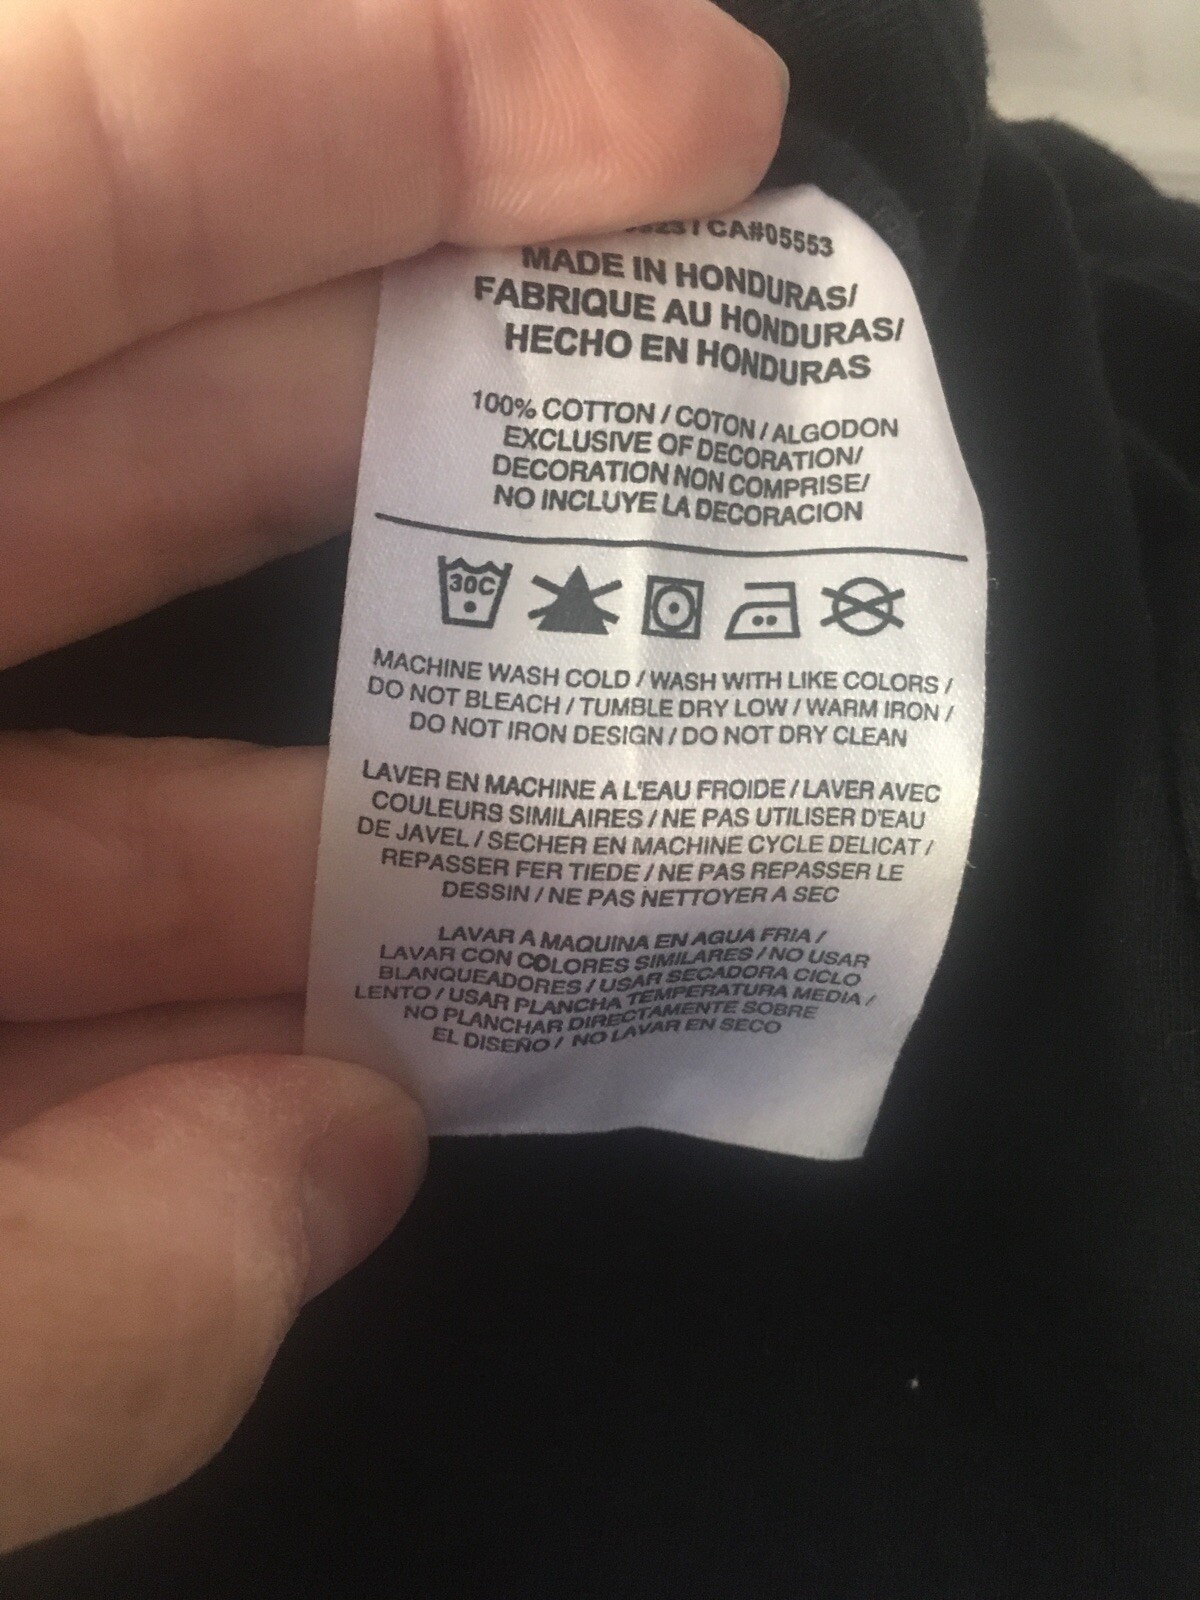 CA#05553
MADE IN HONDURAS/
FABRIQUE AU HONDURAS/
HECHO EN HONDURAS
100% COTTON / COTON / ALGODON
EXCLUSIVE OF DECORATION/
DECORATION NON COMPRISE/
NO INCLUYE LA DECORACION
30C
MACHINE WASH COLD / WASH WITH LIKE COLORS /
DO NOT BLEACH / TUMBLE DRY LOW / WARM IRON /
DO NOT IRON DESIGN / DO NOT DRY CLEAN
LAVER EN MACHINE A L'EAU FROIDE / LAVER AVEC
COULEURS SIMILAIRES / NE PAS UTILISER D'EAU
DE JAVEL / SECHER EN MACHINE CYCLE DELICAT /
REPASSER FER TIEDE / NE PAS REPASSER LE
DESSIN / NE PAS NETTOYER A SEC
LAVAR A MAQUINA EN AGUA FRIA /
LAVAR CON COLORES SIMILARES / NO USAR
BLANQUEADORES / USAR SECADORA CICLO
LENTO / USAR PLANCHA TEMPERATURA MEDIA /
NO PLANCHAR DIRECTAMENTE SOBRE
EL DISEÑO / NO LAVAR EN SECO